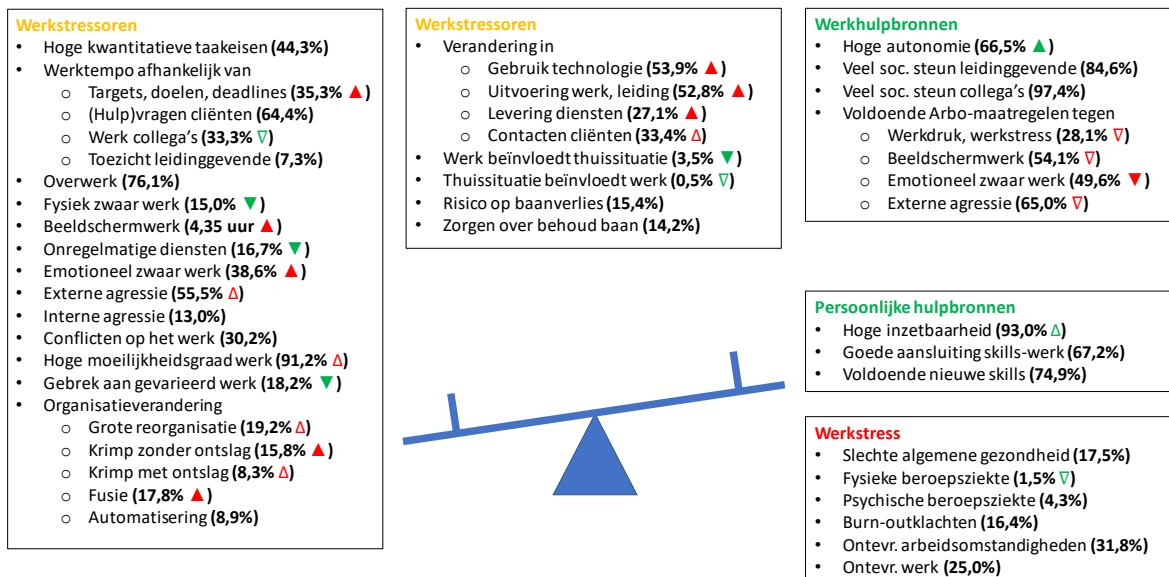 Werkstressoren
• Hoge kwantitatieve taakeisen (44,3%)
• Werktempo afhankelijk van
o Targets, doelen, deadlines (35,3% ▲)
o (Hulp)vragen cliënten (64,4%)
o Werk collega's (33,3% ∇)
o Toezicht leidinggevende (7,3%)
• Overwerk (76,1%)
• Fysiek zwaar werk (15,0% ▼)
• Beeldschermwerk (4,35 uur ▲)
• Onregelmatige diensten (16,7% ▼)
• Emotioneel zwaar werk (38,6% ▲)
• Externe agressie (55,5% Δ)
• Interne agressie (13,0%)
• Conflicten op het werk (30,2%)
• Hoge moeilijkheidsgraad werk (91,2% Δ)
• Gebrek aan gevarieerd werk (18,2% ▼)
• Organisatieverandering
o Grote reorganisatie (19,2% Δ)
o Krimp zonder ontslag (15,8% ▲)
o Krimp met ontslag (8,3% Δ)
o Fusie (17,8% ▲)
o Automatisering (8,9%)
Werkstressoren
• Verandering in
o Gebruik technologie (53,9% ▲)
o Uitvoering werk, leiding (52,8% ▲)
o Levering diensten (27,1% ▲)
o Contacten cliënten (33,4% Δ)
• Werk beïnvloedt thuissituatie (3,5% ▼)
• Thuissituatie beïnvloedt werk (0,5% ∇)
• Risico op baanverlies (15,4%)
• Zorgen over behoud baan (14,2%)
Werkhulpbronnen
• Hoge autonomie (66,5% ▲)
• Veel soc. steun leidinggevende (84,6%)
• Veel soc. steun collega's (97,4%)
• Voldoende Arbo-maatregelen tegen
o Werkdruk, werkstress (28,1% ∇)
o Beeldschermwerk (54,1% ∇)
o Emotioneel zwaar werk (49,6% ▼)
o Externe agressie (65,0% ∇)
Persoonlijke hulpbronnen
• Hoge inzetbaarheid (93,0% Δ)
• Goede aansluiting skills-werk (67,2%)
• Voldoende nieuwe skills (74,9%)
Werkstress
• Slechte algemene gezondheid (17,5%)
• Fysieke beroepsziekte (1,5% ∇)
• Psychische beroepsziekte (4,3%)
• Burn-outklachten (16,4%)
• Ontevr. arbeidsomstandigheden (31,8%)
• Ontevr. werk (25,0%)